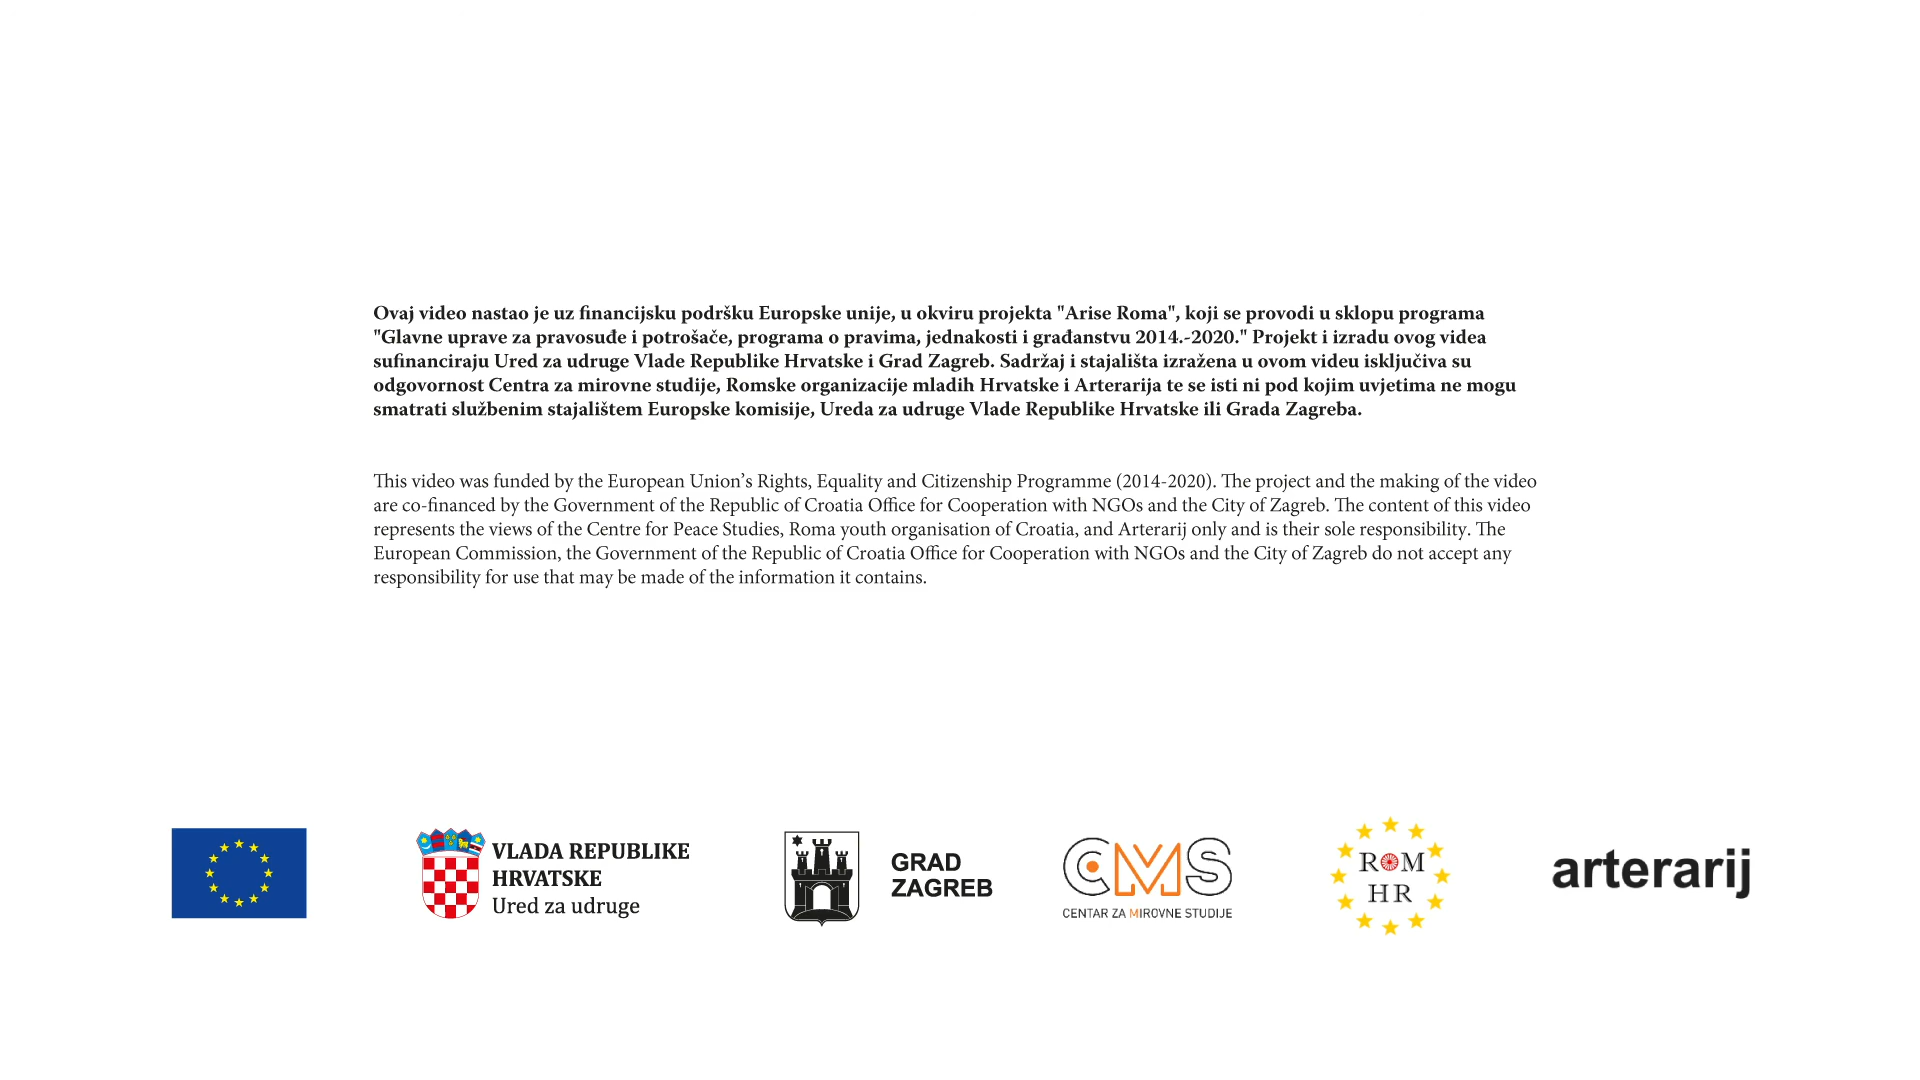 Ovaj video nastao je uz financijsku podršku Europske unije, u okviru projekta "Arise Roma", koji se provodi u sklopu programa
"Glavne uprave za pravosuđe i potrošače, programa o pravima, jednakosti i građanstvu 2014.-2020." Projekt i izradu ovog videa
sufinanciraju Ured za udruge Vlade Republike Hrvatske i Grad Zagreb. Sadržaj i stajališta izražena u ovom videu isključiva su
odgovornost Centra za mirovne studije, Romske organizacije mladih Hrvatske i Arterarija te se isti ni pod kojim uvjetima ne mogu
smatrati službenim stajalištem Europske komisije, Ureda za udruge Vlade Republike Hrvatske ili Grada Zagreba.
This video was funded by the European Union’s Rights, Equality and Citizenship Programme (2014-2020). The project and the making of the video
are co-financed by the Government of the Republic of Croatia Office for Cooperation with NGOs and the City of Zagreb. The content of this video
represents the views of the Centre for Peace Studies, Roma youth organisation of Croatia, and Arterarij only and is their sole responsibility. The
European Commission, the Government of the Republic of Croatia Office for Cooperation with NGOs and the City of Zagreb do not accept any
responsibility for use that may be made of the information it contains.
VLADA REPUBLIKE
HRVATSKE
Ured za udruge
GRAD
ZAGREB
CMS
CENTAR ZA MIROVNE STUDIJE
ROM
HR
arterarij